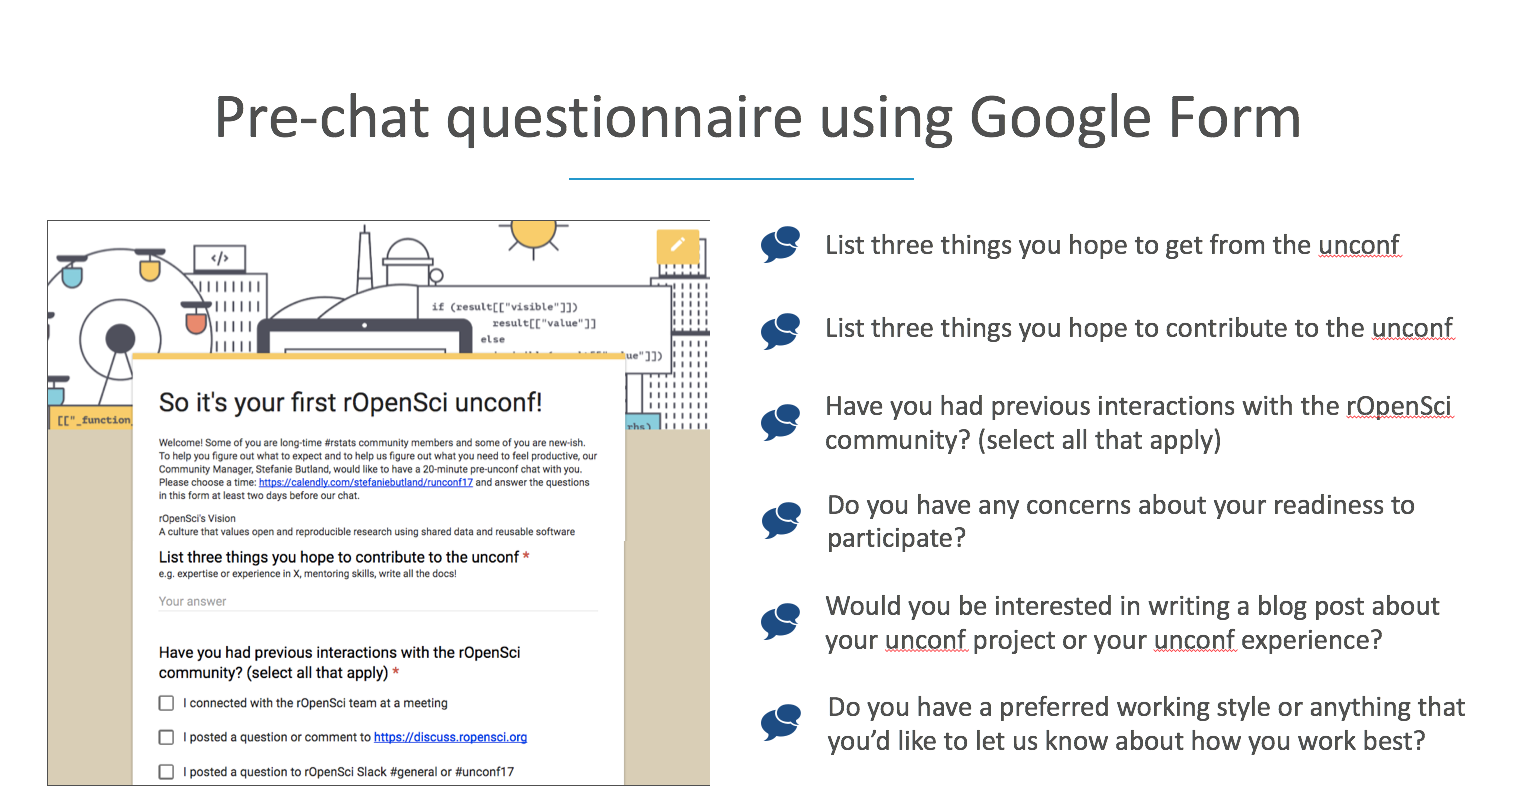 Pre-chat questionnaire using Google Form
</>
if (result[["visible"]])
result[["value"]]
else
ue"]])
[["_function_
rhs)
So it's your first rOpenSci unconf!
Welcome! Some of you are long-time #rstats community members and some of you are new-ish.
To help you figure out what to expect and to help us figure out what you need to feel productive, our
Community Manager, Stefanie Butland, would like to have a 20-minute pre-unconf chat with you.
Please choose a time: https://calendly.com/stefaniebutland/runconf17 and answer the questions
in this form at least two days before our chat.
rOpenSci's Vision
A culture that values open and reproducible research using shared data and reusable software
List three things you hope to contribute to the unconf *
e.g. expertise or experience in X, mentoring skills, write all the docs!
Your answer
Have you had previous interactions with the rOpenSci
community? (select all that apply) *
I connected with the rOpenSci team at a meeting
I posted a question or comment to https://discuss.ropensci.org
I posted a question to rOpenSci Slack #general or #unconf17
List three things you hope to get from the unconf
List three things you hope to contribute to the unconf
Have you had previous interactions with the rOpenSci
community? (select all that apply)
Do you have any concerns about your readiness to
participate?
Would you be interested in writing a blog post about
your unconf project or your unconf experience?
Do you have a preferred working style or anything that
you’d like to let us know about how you work best?